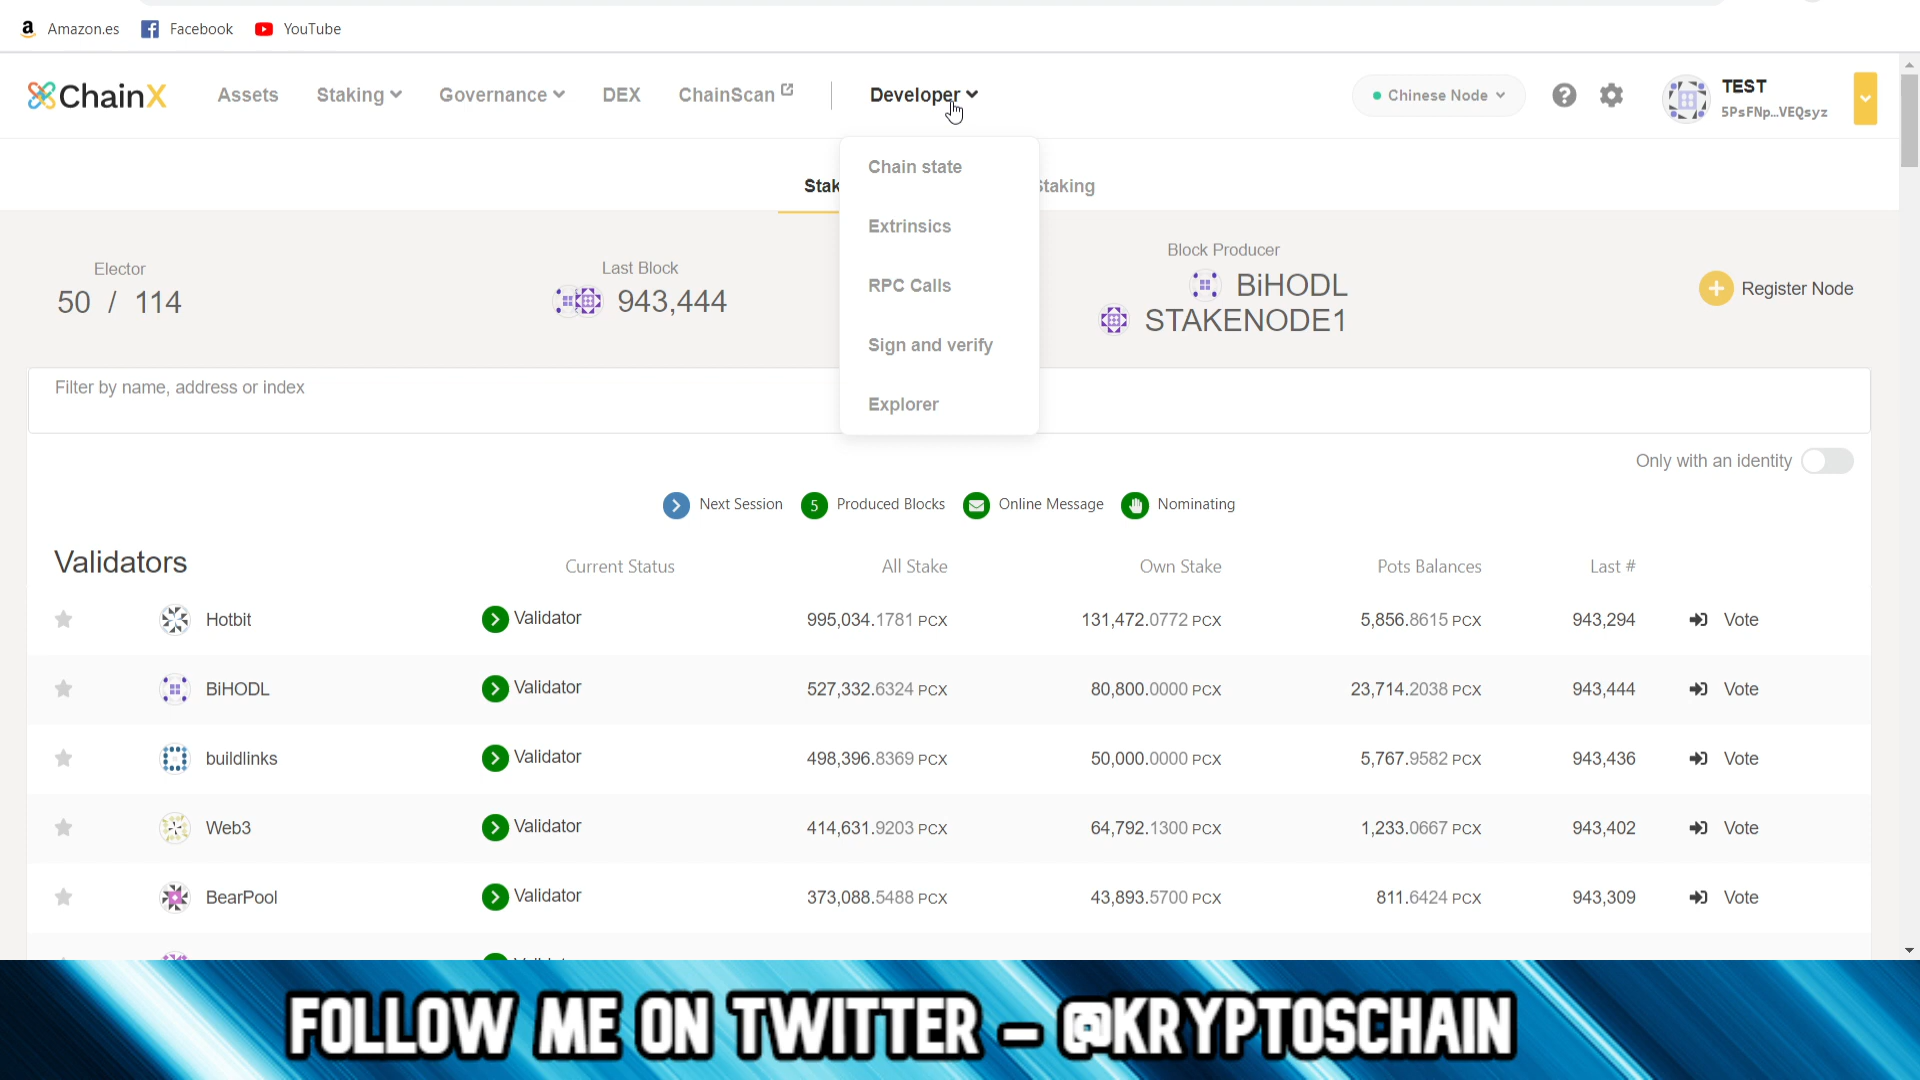 Amazon.es Facebook YouTube
ChainX Assets Staking Governance DEX ChainScan Developer Chinese Node TEST
5PsFNp...VEQsyz
Chain state
Extrinsics
RPC Calls
Sign and verify
Explorer
Elector
50 / 114
Last Block
943,444
Block Producer
BiHODL
STAKENODE1
Register Node
Filter by name, address or index
Only with an identity
Next Session 5 Produced Blocks Online Message Nominating
Validators Current Status All Stake Own Stake Pots Balances Last #
Hotbit Validator 995,034.1781 PCX 131,472.0772 PCX 5,856.8615 PCX 943,294 Vote
BiHODL Validator 527,332.6324 PCX 80,800.0000 PCX 23,714.2038 PCX 943,444 Vote
buildlinks Validator 498,396.8369 PCX 50,000.0000 PCX 5,767.9582 PCX 943,436 Vote
Web3 Validator 414,631.9203 PCX 64,792.1300 PCX 1,233.0667 PCX 943,402 Vote
BearPool Validator 373,088.5488 PCX 43,893.5700 PCX 811.6424 PCX 943,309 Vote
FOLLOW ME ON TWITTER – @KRYPTOSCHAIN